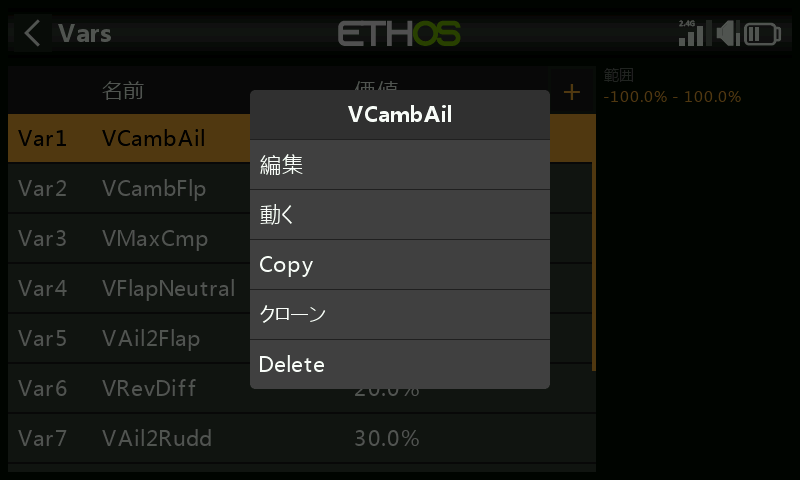 Vars
ETHOS
2.4G
名前
価値
+
範囲
-100.0% - 100.0%
VCambAil
Var1 VCambAil
編集
Var2 VCambFlp
動く
Var3 VMaxCmp
Copy
Var4 VFlapNeutral
クローン
Var5 VAil2Flap
Delete
Var6 VRevDiff 20.0%
Var7 VAil2Rudd 30.0%